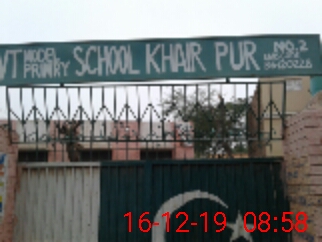 VT MODEL PRIMRY SCHOOL KHAIR PUR NO.2
16-12-19 08:58